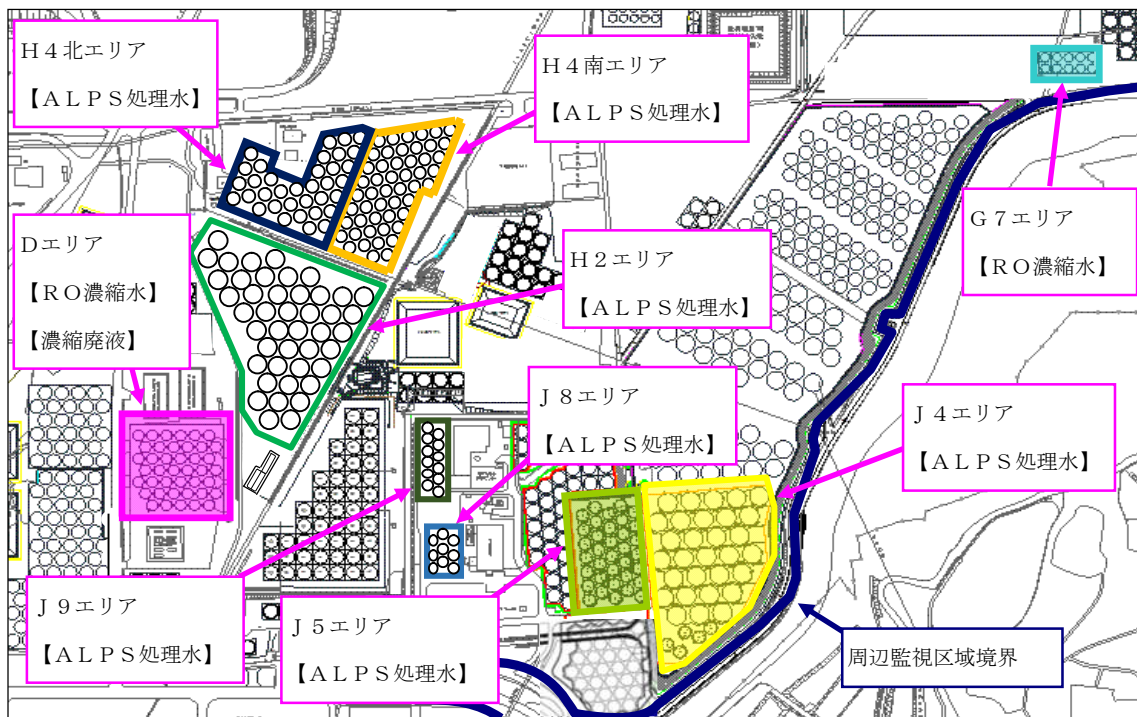 H4北エリア
【ALPS処理水】
H4南エリア
【ALPS処理水】
G7エリア
【RO濃縮水】
Dエリア
【RO濃縮水】
【濃縮廃液】
H2エリア
【ALPS処理水】
J8エリア
【ALPS処理水】
J4エリア
【ALPS処理水】
J9エリア
【ALPS処理水】
J5エリア
【ALPS処理水】
周辺監視区域境界